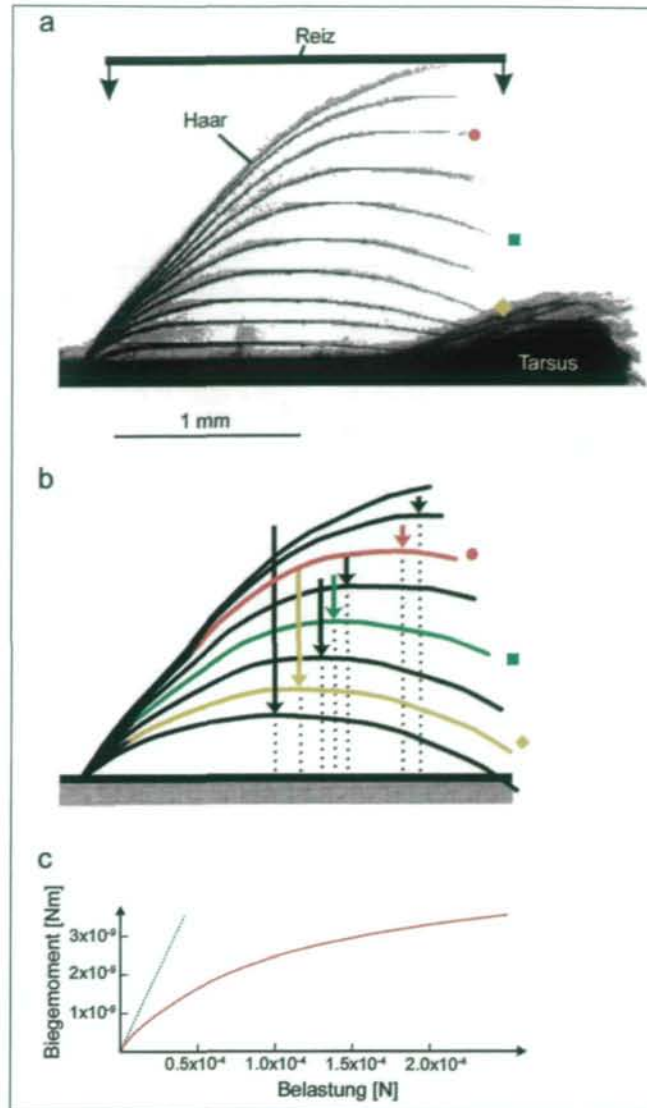 a
Reiz
Haar
Tarsus
1 mm
b
c
Biegemoment [Nm]
3x10⁻⁹
2x10⁻⁹
1x10⁻⁹
0.5x10⁻⁴ 1.0x10⁻⁴ 1.5x10⁻⁴ 2.0x10⁻⁴
Belastung [N]